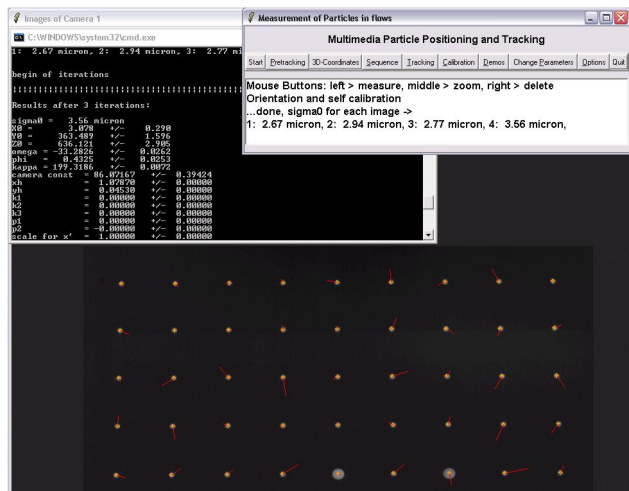 Images of Camera 1
C:\WINDOWS\system32\cmd.exe
1: 2.67 micron, 2: 2.94 micron, 3: 2.77 mi
begin of iterations
Results after 3 iterations:
sigma0 = 3.56 micron
X0 = 3.078 +/- 0.290
Y0 = 363.489 +/- 1.596
Z0 = 636.121 +/- 2.905
omega = -33.2826 +/- 0.0262
phi = 0.4325 +/- 0.0253
kappa = 199.3186 +/- 0.0072
camera const = 86.07167 +/- 0.39424
xh = 1.07870 +/- 0.00000
yh = 0.04530 +/- 0.00000
k1 = 0.00000 +/- 0.00000
k2 = 0.00000 +/- 0.00000
k3 = 0.00000 +/- 0.00000
p1 = 0.00000 +/- 0.00000
p2 = -0.00000 +/- 0.00000
scale for x' = 1.00000 +/- 0.00000
Measurement of Particles in flows
Multimedia Particle Positioning and Tracking
Start Pretracking 3D-Coordinates Sequence Tracking Calibration Demos Change Parameters Options Quit
Mouse Buttons: left > measure, middle > zoom, right > delete
Orientation and self calibration
...done, sigma0 for each image ->
1: 2.67 micron, 2: 2.94 micron, 3: 2.77 micron, 4: 3.56 micron,